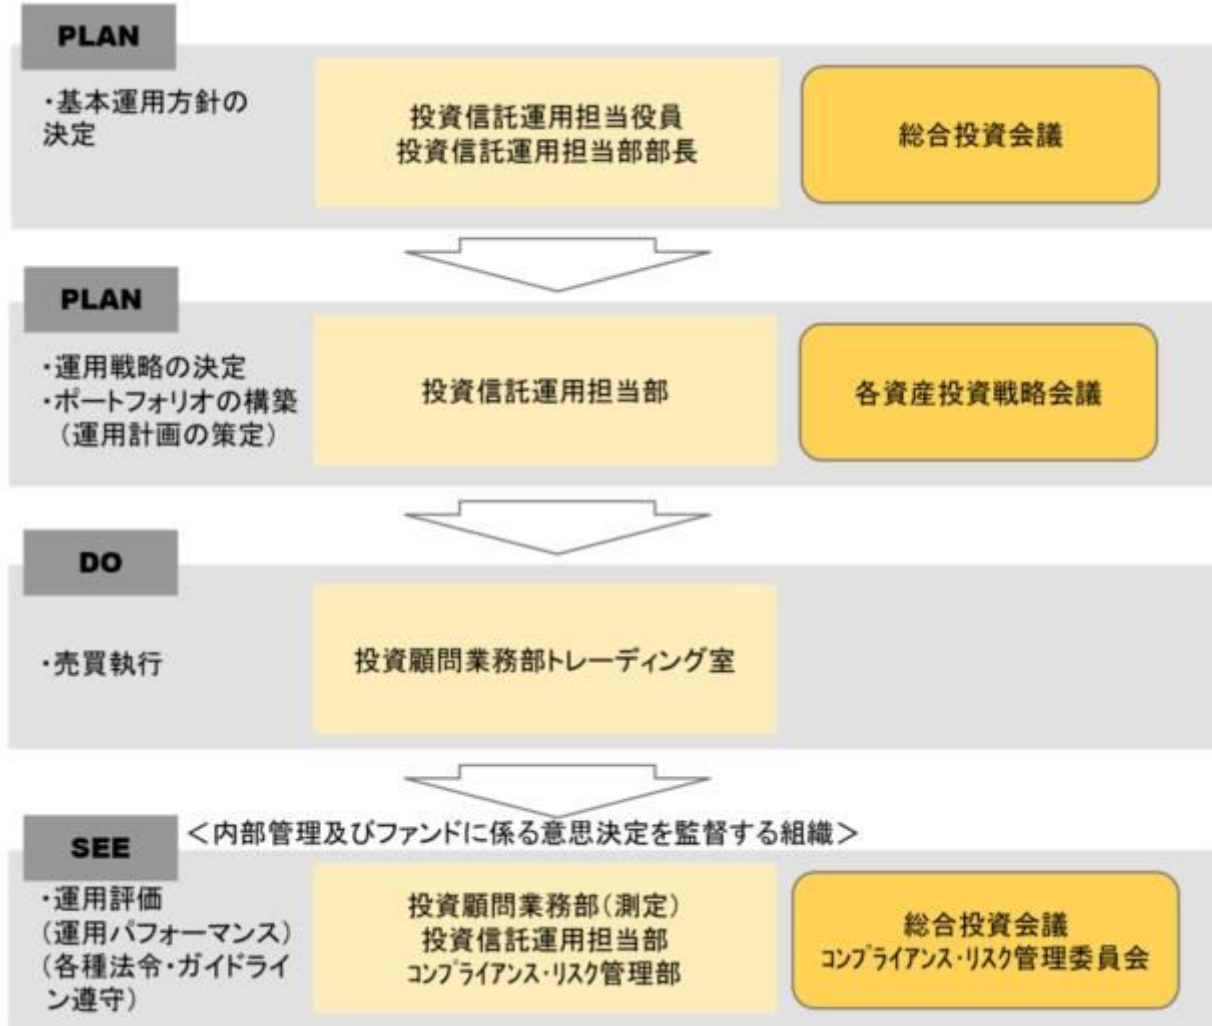 PLAN
・基本運用方針の
決定
投資信託運用担当役員
投資信託運用担当部部長
総合投資会議
PLAN
・運用戦略の決定
・ポートフォリオの構築
（運用計画の策定）
投資信託運用担当部
各資産投資戦略会議
DO
・売買執行
投資顧問業務部トレーディング室
SEE
＜内部管理及びファンドに係る意思決定を監督する組織＞
・運用評価
(運用パフォーマンス)
(各種法令・ガイドライ
ン遵守)
投資顧問業務部(測定)
投資信託運用担当部
ｺﾝﾌﾟﾗｲｱﾝｽ・ﾘｽｸ管理部
総合投資会議
ｺﾝﾌﾟﾗｲｱﾝｽ・ﾘｽｸ管理委員会